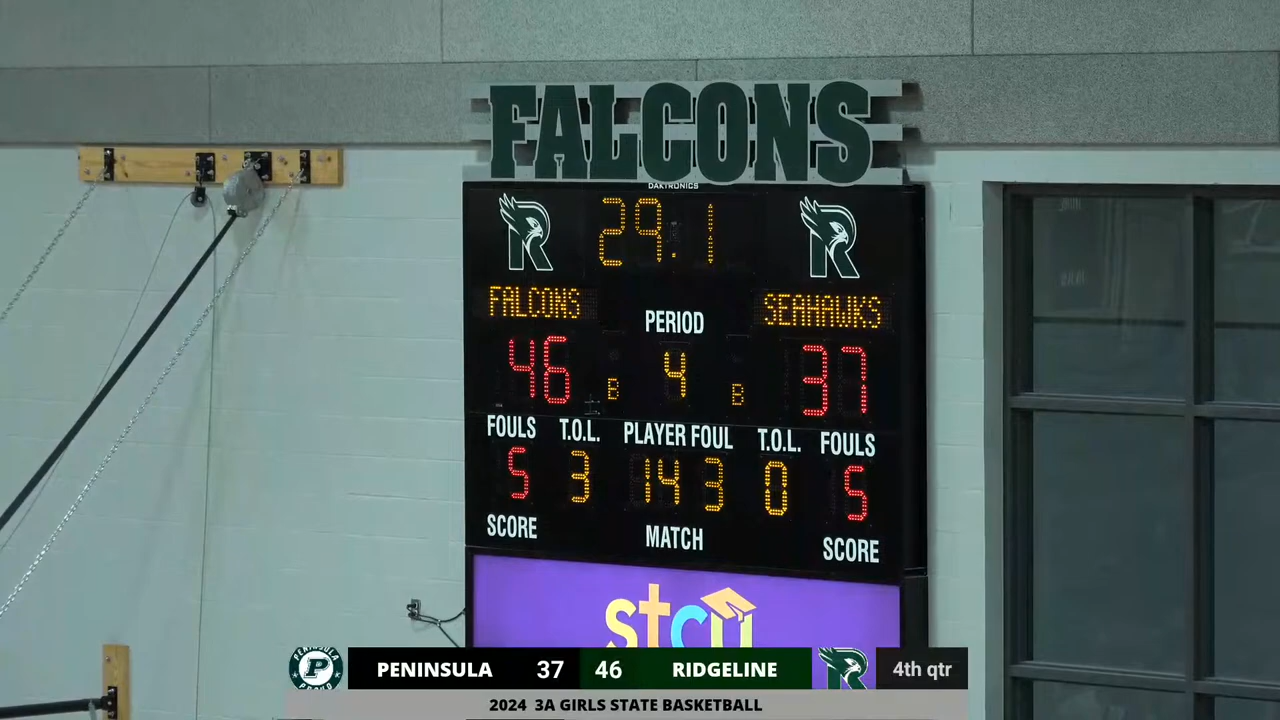 FALCONS
DAKTRONICS
R 29.1 R
FALCONS SEAHAWKS
PERIOD
46 B 4 B 37
FOULS T.O.L. PLAYER FOUL T.O.L. FOULS
5 3 14 3 0 5
SCORE MATCH SCORE
stcu
PENINSULA P PENINSULA 37 46 RIDGELINE R 4th qtr
2024 3A GIRLS STATE BASKETBALL